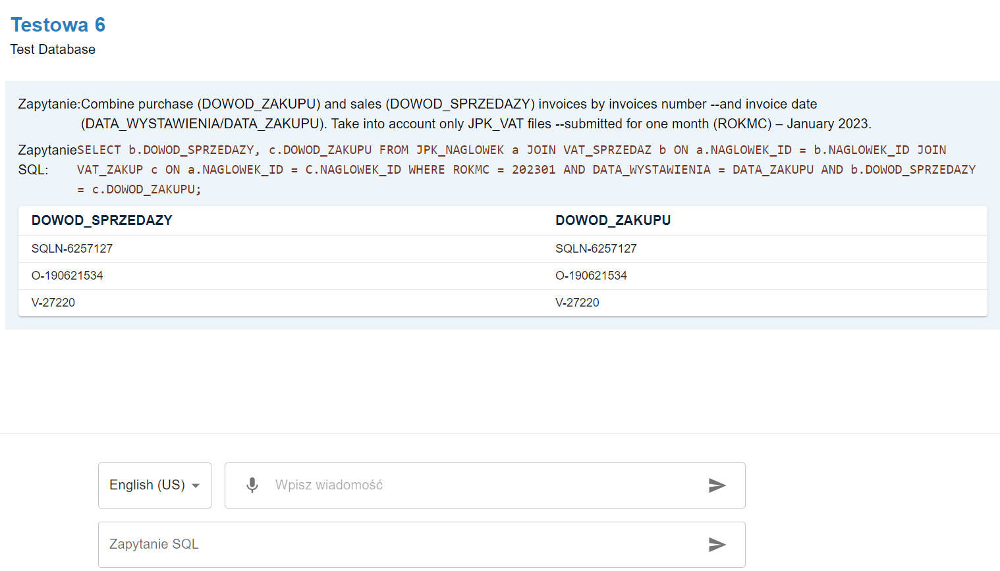 Testowa 6
Test Database
Zapytanie:Combine purchase (DOWOD_ZAKUPU) and sales (DOWOD_SPRZEDAZY) invoices by invoices number --and invoice date
(DATA_WYSTAWIENIA/DATA_ZAKUPU). Take into account only JPK_VAT files --submitted for one month (ROKMC) – January 2023.
Zapytanie SELECT b.DOWOD_SPRZEDAZY, c.DOWOD_ZAKUPU FROM JPK_NAGLOWEK a JOIN VAT_SPRZEDAZ b ON a.NAGLOWEK_ID = b.NAGLOWEK_ID JOIN
SQL: VAT_ZAKUP c ON a.NAGLOWEK_ID = C.NAGLOWEK_ID WHERE ROKMC = 202301 AND DATA_WYSTAWIENIA = DATA_ZAKUPU AND b.DOWOD_SPRZEDAZY
= c.DOWOD_ZAKUPU;
DOWOD_SPRZEDAZY DOWOD_ZAKUPU
SQLN-6257127 SQLN-6257127
O-190621534 O-190621534
V-27220 V-27220
English (US) Wpisz wiadomość
Zapytanie SQL